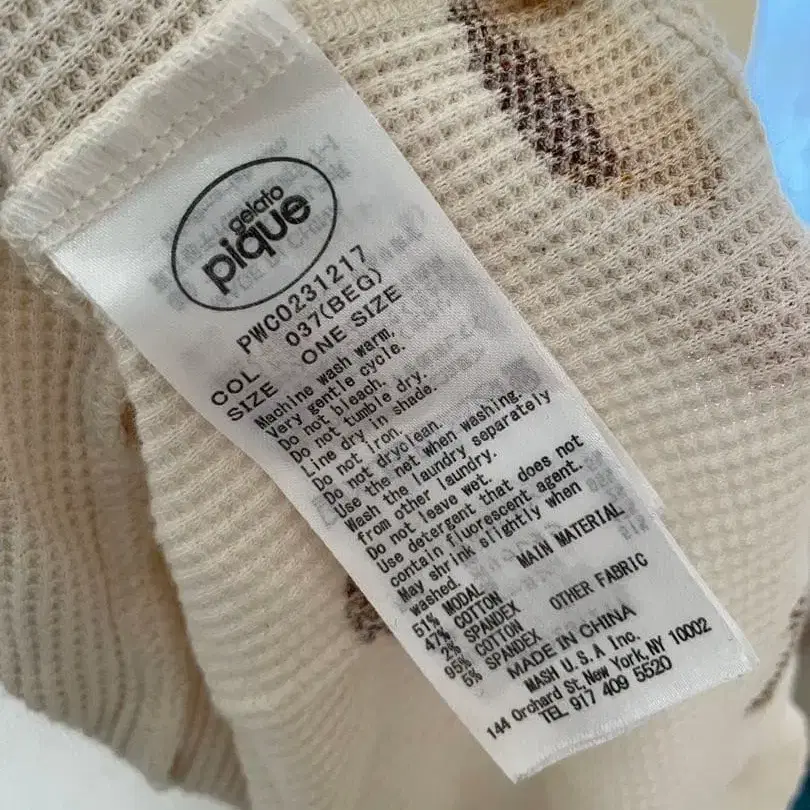 gelato
pique
PWCO231217
COL 037(BEG)
SIZE ONE SIZE
Machine wash warm,
Very gentle cycle.
Do not bleach.
Do not tumble dry.
Line dry in shade.
Do not iron.
Do not dryclean.
Use the net when washing.
Wash the laundry separately
from other laundry.
Do not leave wet.
Use detergent that does not
contain fluorescent agent.
May shrink slightly when
washed.
51% MODAL MAIN MATERIAL
47% COTTON
2% SPANDEX
95% COTTON OTHER FABRIC
5% SPANDEX
MADE IN CHINA
MASH U.S.A Inc.
144 Orchard St,New York,NY 10002
TEL 917 409 5520